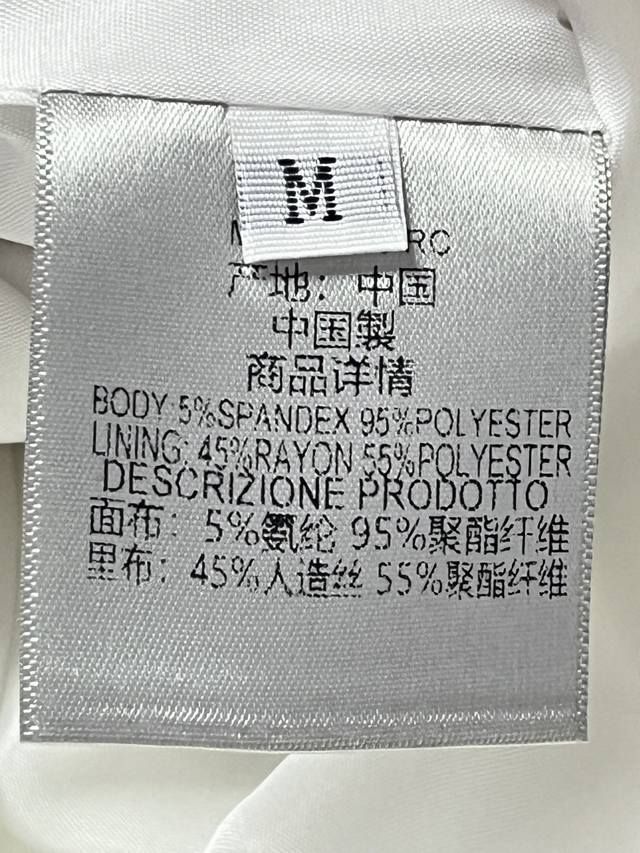 M
产地：中国
中国製
商品详情
BODY:5%SPANDEX 95%POLYESTER
LINING: 45%RAYON 55%POLYESTER
DESCRIZIONE PRODOTTO
面布：5%氨纶 95%聚酯纤维
里布：45%人造丝 55%聚酯纤维